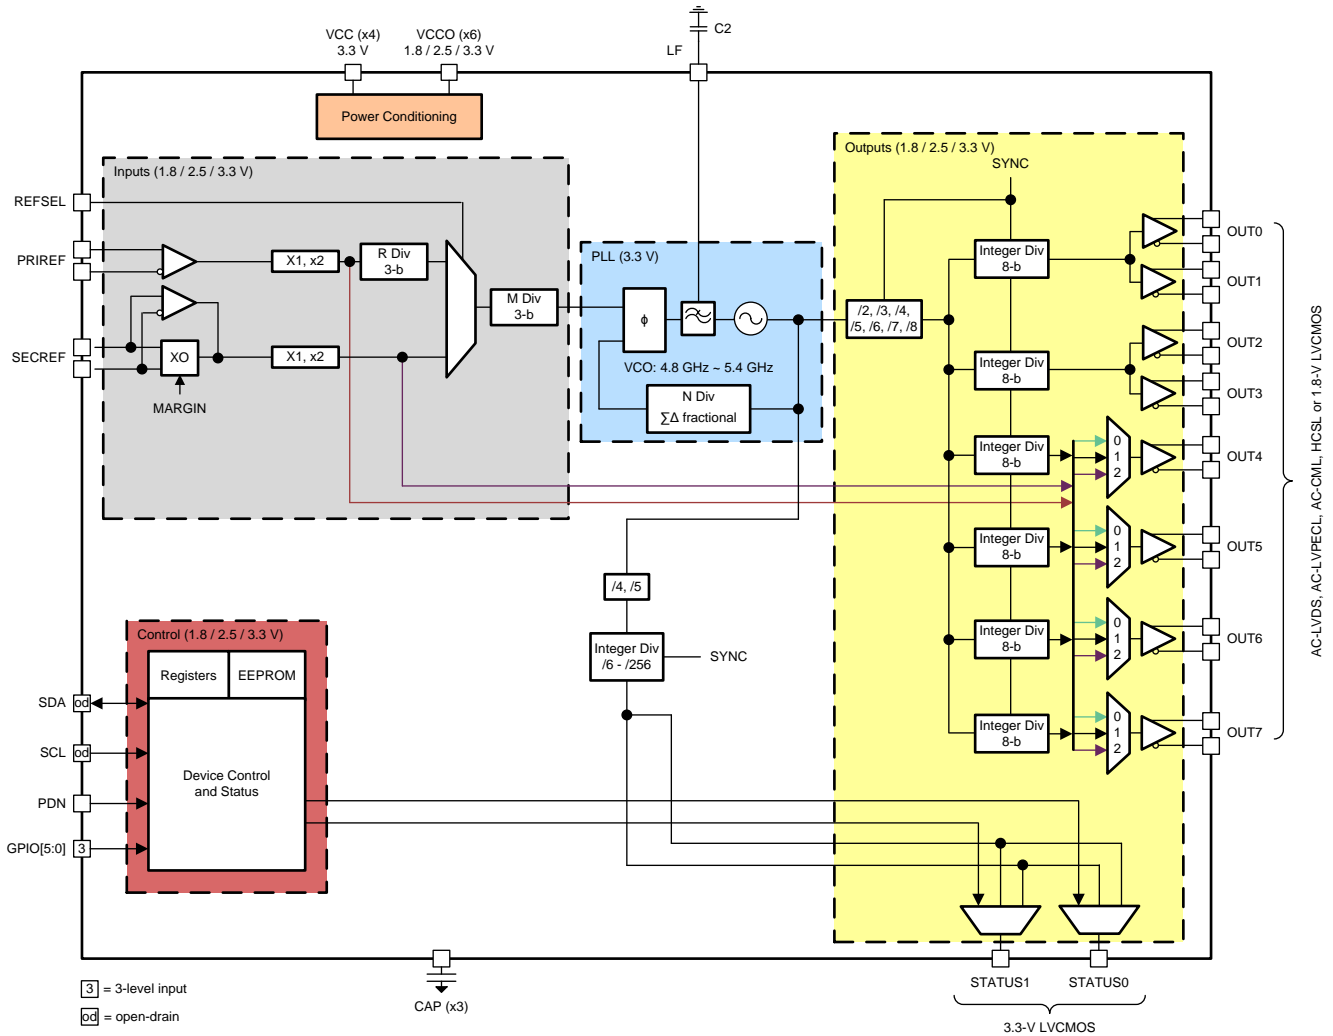 C2
VCC (x4)
3.3 V
VCCO (x6)
1.8 / 2.5 / 3.3 V
LF
Power Conditioning
Inputs (1.8 / 2.5 / 3.3 V)
Outputs (1.8 / 2.5 / 3.3 V)
SYNC
REFSEL
PRIREF
SECREF
X1, x2
R Div
3-b
X1, x2
XO
MARGIN
M Div
3-b
PLL (3.3 V)
ϕ
VCO: 4.8 GHz ~ 5.4 GHz
N Div
∑Δ fractional
/2, /3, /4,
/5, /6, /7, /8
Integer Div
8-b
Integer Div
8-b
Integer Div
8-b
Integer Div
8-b
Integer Div
8-b
Integer Div
8-b
0
1
2
0
1
2
0
1
2
0
1
2
OUT0
OUT1
OUT2
OUT3
OUT4
OUT5
OUT6
OUT7
AC-LVDS, AC-LVPECL, AC-CML, HCSL or 1.8-V LVCMOS
/4, /5
Integer Div
/6 - /256
SYNC
Control (1.8 / 2.5 / 3.3 V)
Registers
EEPROM
Device Control
and Status
SDA
od
SCL
od
PDN
GPIO[5:0]
3
STATUS1
STATUS0
3.3-V LVCMOS
CAP (x3)
3 = 3-level input
od = open-drain